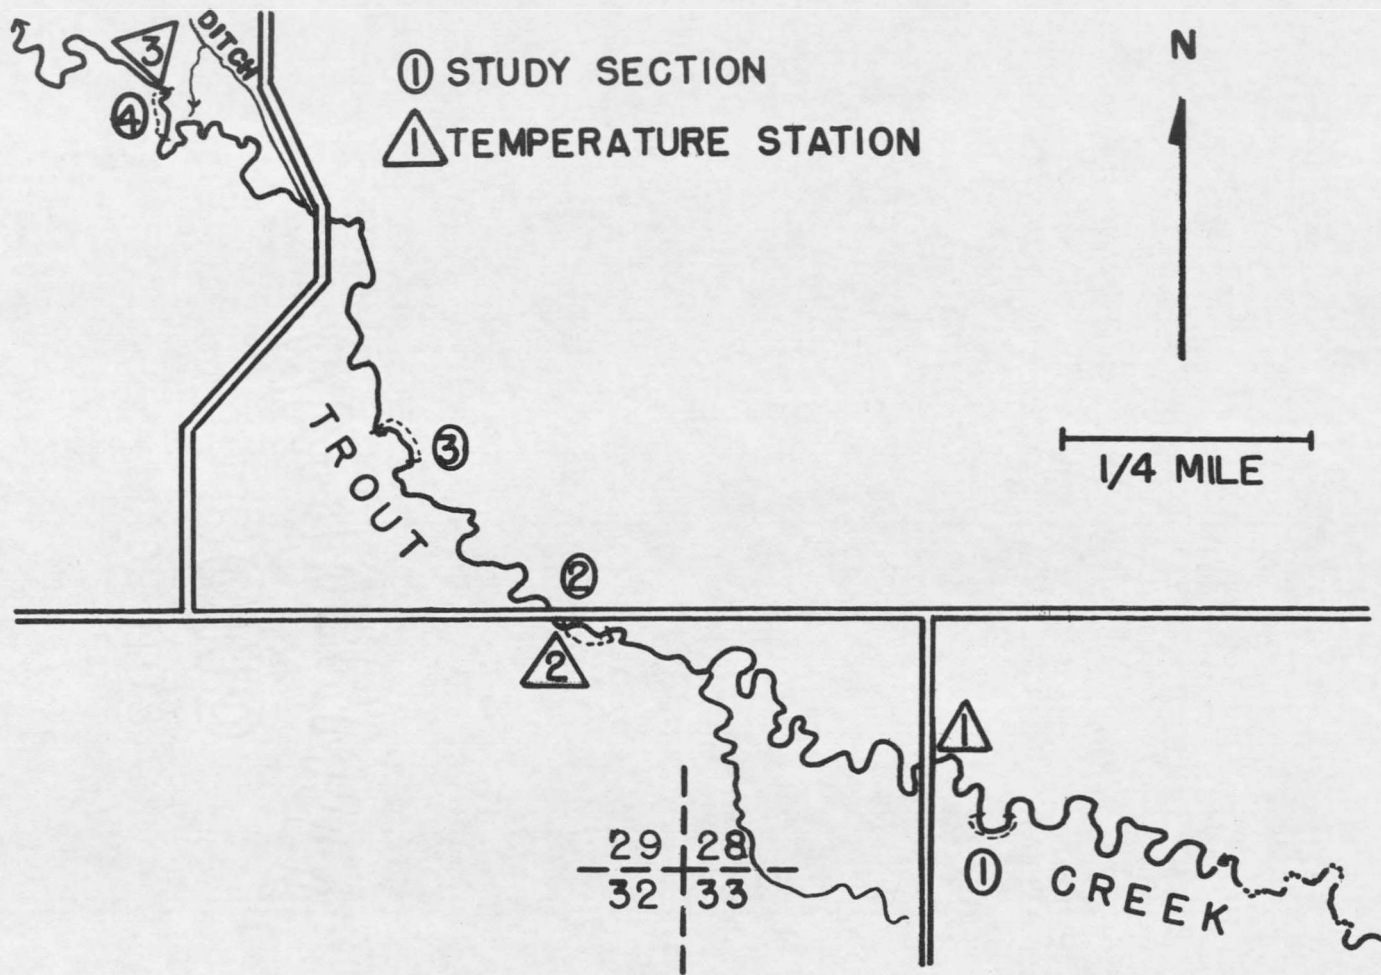 DITCH
3
4
① STUDY SECTION
1 TEMPERATURE STATION
N
1/4 MILE
TROUT
3
2
2
1
29 28
32 33
1
CREEK